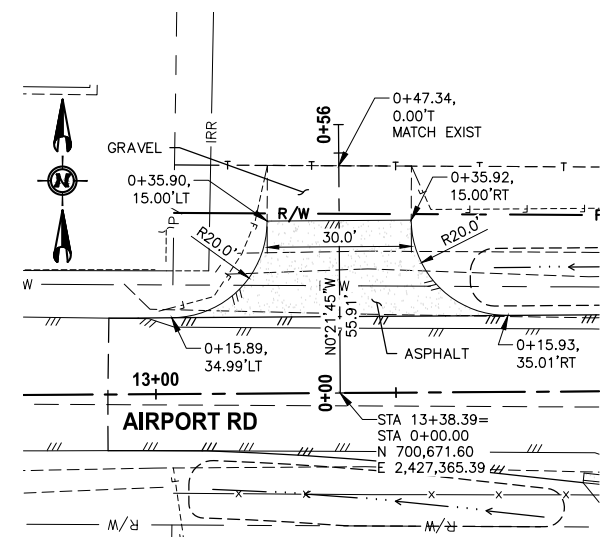 IRR
0+56
0+47.34,
0.00'T
MATCH EXIST
GRAVEL
T
T
T
T
N
0+35.90,
15.00'LT
0+35.92,
15.00'RT
R/W
P
R20.0'
30.0'
R20.0'
W
W
N0°21'45"W
55.91'
ASPHALT
0+15.89,
34.99'LT
0+15.93,
35.01'RT
13+00
0+00
AIRPORT RD
STA 13+38.39=
STA 0+00.00
N 700,671.60
E 2,427,365.39
F
X
X
X
X
X
R/W
R/W